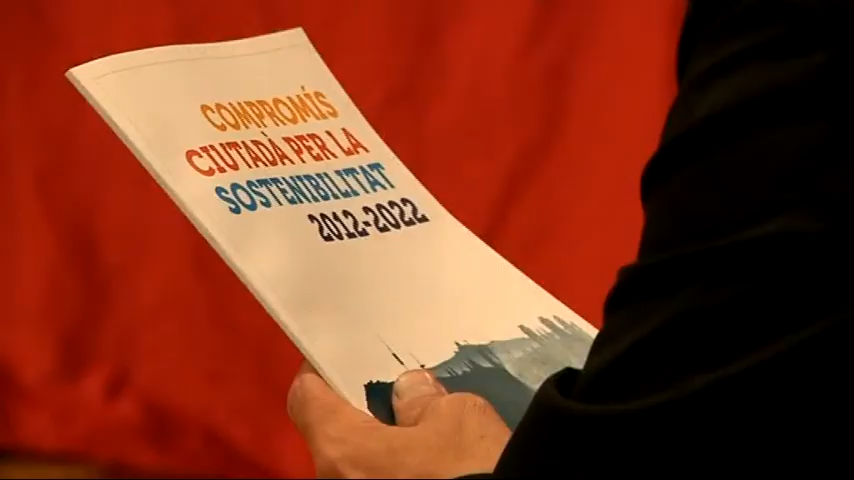 COMPROMÍS
CIUTADÀ PER LA
SOSTENIBILITAT
2012-2022